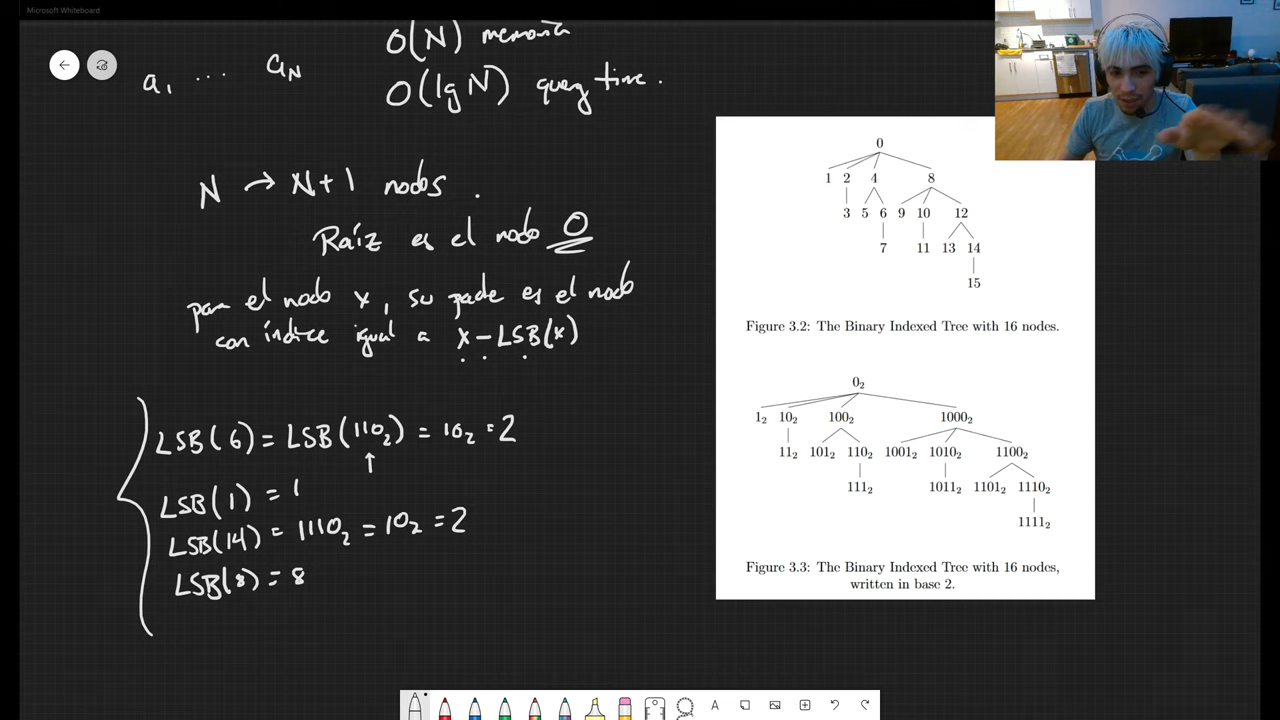 Microsoft Whiteboard
O(N) memoria
a₁ ... a_N
O(lg N) query time.
N → N+1 nodos.
Raíz es el nodo 0
para el nodo x, su padre es el nodo
con índice igual a x - LSB(x)
LSB(6) = LSB(110₂) = 10₂ = 2
LSB(1) = 1
LSB(14) = 1110₂ = 10₂ = 2
LSB(8) = 8
0
1 2 4 8
3 5 6 9 10 12
7 11 13 14
15
Figure 3.2: The Binary Indexed Tree with 16 nodes.
0₂
1₂ 10₂ 100₂ 1000₂
11₂ 101₂ 110₂ 1001₂ 1010₂ 1100₂
111₂ 1011₂ 1101₂ 1110₂
1111₂
Figure 3.3: The Binary Indexed Tree with 16 nodes,
written in base 2.
A